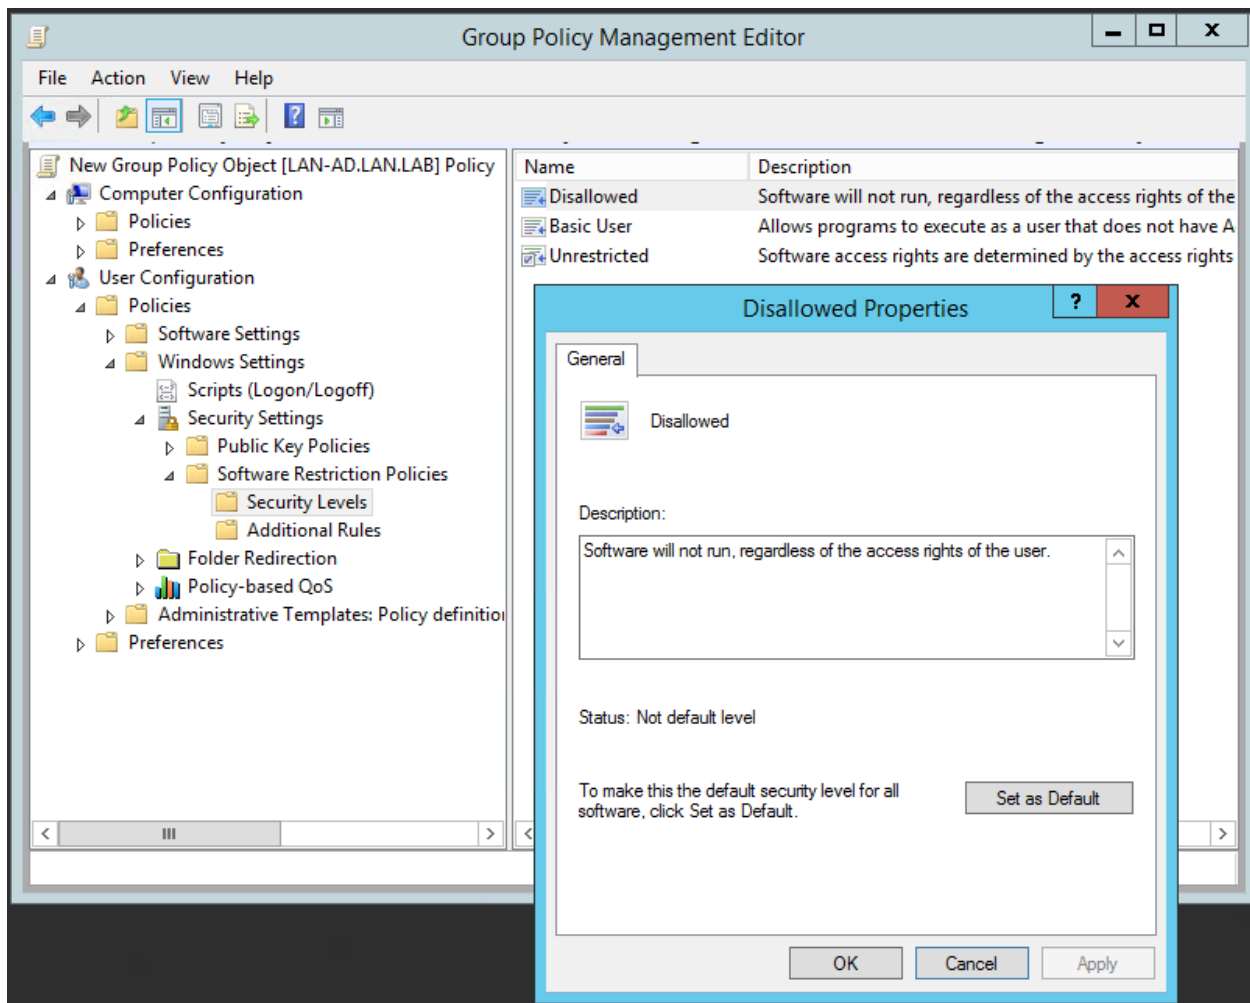 Group Policy Management Editor
File Action View Help
New Group Policy Object [LAN-AD.LAN.LAB] Policy
Computer Configuration
Policies
Preferences
User Configuration
Policies
Software Settings
Windows Settings
Scripts (Logon/Logoff)
Security Settings
Public Key Policies
Software Restriction Policies
Security Levels
Additional Rules
Folder Redirection
Policy-based QoS
Administrative Templates: Policy definition
Preferences
Name Description
Disallowed Software will not run, regardless of the access rights of the
Basic User Allows programs to execute as a user that does not have A
Unrestricted Software access rights are determined by the access rights
Disallowed Properties
General
Disallowed
Description:
Software will not run, regardless of the access rights of the user.
Status: Not default level
To make this the default security level for all
software, click Set as Default.
Set as Default
OK Cancel Apply